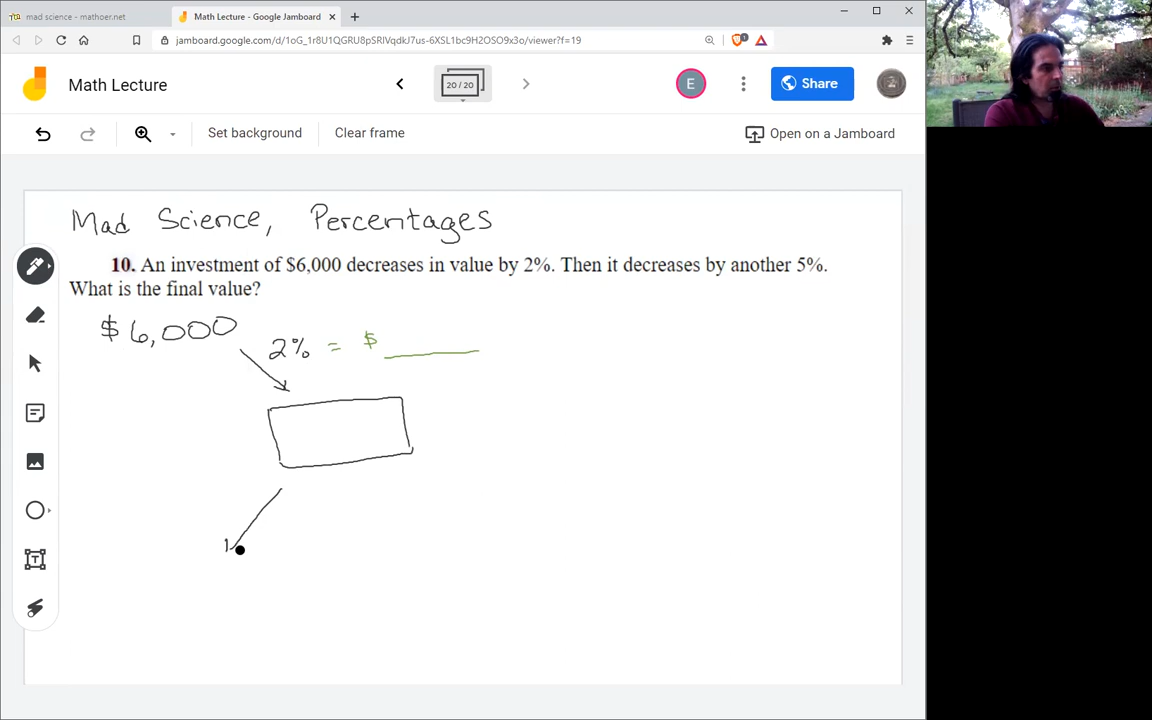 mad science - mathoer.net
Math Lecture - Google Jamboard
jamboard.google.com/d/1oG_1r8U1QGRU8pSRIVqdkJ7us-6XSL1bc9H2OSO9x3o/viewer?f=19
Math Lecture
20 / 20
E
Share
Set background
Clear frame
Open on a Jamboard
Mad Science, Percentages
10. An investment of $6,000 decreases in value by 2%. Then it decreases by another 5%.
What is the final value?
$6,000
2% = $